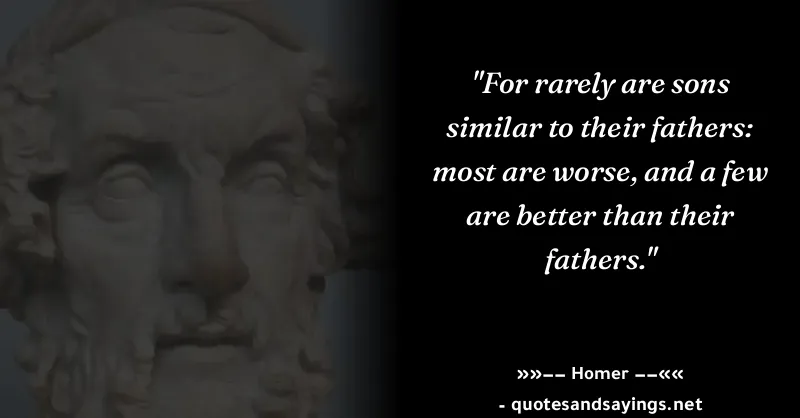 "For rarely are sons
similar to their fathers:
most are worse, and a few
are better than their
fathers."
»»−− Homer −−««
- quotesandsayings.net